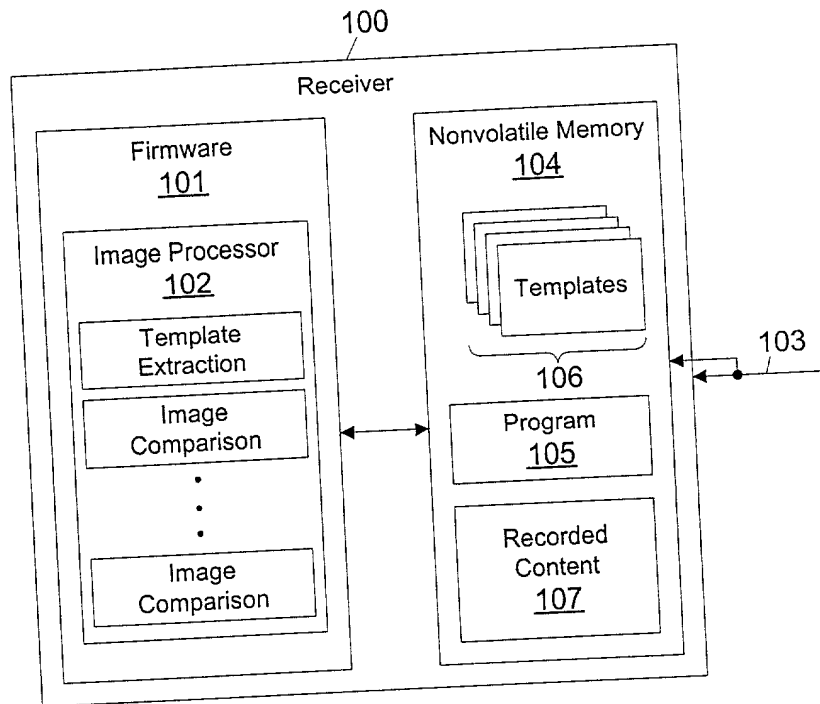 100
Receiver
Firmware
101
Image Processor
102
Template
Extraction
Image
Comparison
Image
Comparison
Nonvolatile Memory
104
Templates
106
Program
105
Recorded
Content
107
103